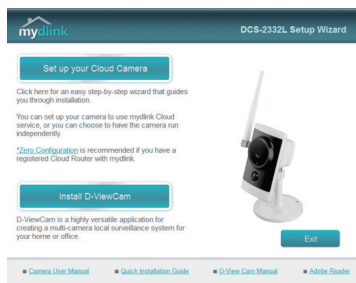 mydlink
DCS-2332L Setup Wizard
Set up your Cloud Camera
Click here for an easy step-by-step wizard that guides
you through installation.
You can set up your camera to use mydlink Cloud
service, or you can choose to have the camera run
independently.
*Zero Configuration is recommended if you have a
registered Cloud Router with mydlink.
Install D-ViewCam
D-ViewCam is a highly versatile application for
creating a multi-camera local surveillance system for
your home or office.
Exit
Camera User Manual
Quick Installation Guide
D-View Cam Manual
Adobe Reader